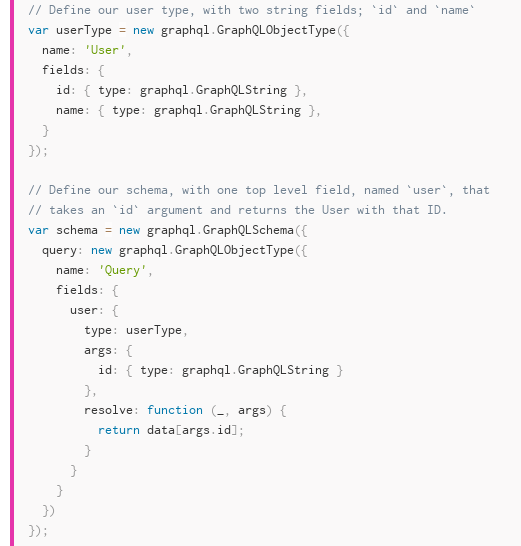 // Define our user type, with two string fields; `id` and `name`
var userType = new graphql.GraphQLObjectType({
  name: 'User',
  fields: {
    id: { type: graphql.GraphQLString },
    name: { type: graphql.GraphQLString },
  }
});

// Define our schema, with one top level field, named `user`, that
// takes an `id` argument and returns the User with that ID.
var schema = new graphql.GraphQLSchema({
  query: new graphql.GraphQLObjectType({
    name: 'Query',
    fields: {
      user: {
        type: userType,
        args: {
          id: { type: graphql.GraphQLString }
        },
        resolve: function (_, args) {
          return data[args.id];
        }
      }
    }
  })
});